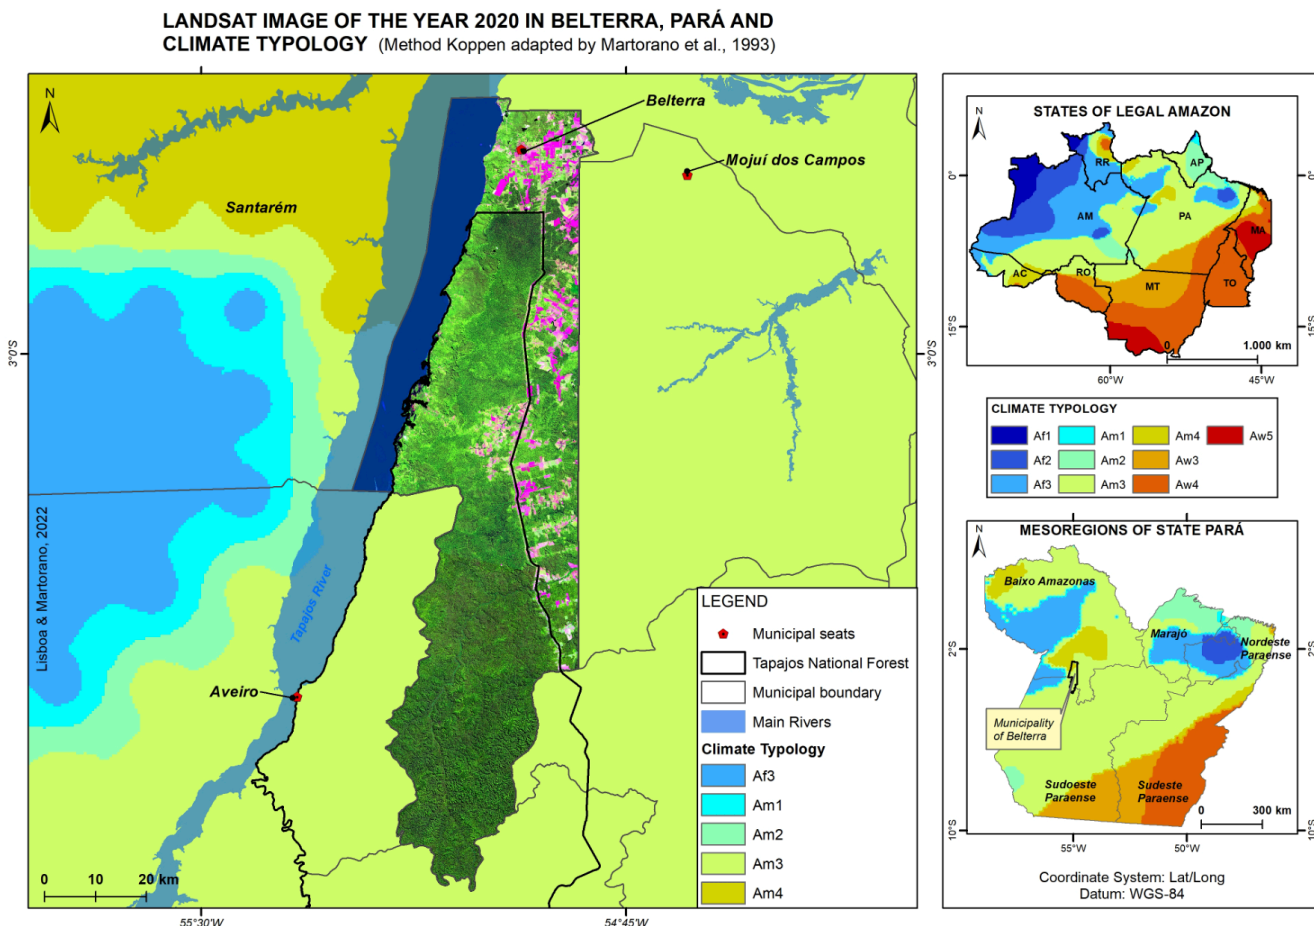 LANDSAT IMAGE OF THE YEAR 2020 IN BELTERRA, PARÁ AND
CLIMATE TYPOLOGY (Method Koppen adapted by Martorano et al., 1993)
N
Belterra
Mojuí dos Campos
Santarém
3°0'S
3°0'S
Tapajos River
Aveiro
Lisboa & Martorano, 2022
0 10 20 km
55°30'W
54°45'W
LEGEND
Municipal seats
Tapajos National Forest
Municipal boundary
Main Rivers
Climate Typology
Af3
Am1
Am2
Am3
Am4
N
STATES OF LEGAL AMAZON
RR
AP
AM
PA
MA
AC
RO
MT
TO
0°
0°
15°S
15°S
0 1.000 km
60°W
45°W
CLIMATE TYPOLOGY
Af1 Am1 Am4 Aw5
Af2 Am2 Aw3
Af3 Am3 Aw4
MESOREGIONS OF STATE PARÁ
N
Baixo Amazonas
Marajó
Nordeste
Paraense
2°S
2°S
Municipality
of Belterra
Sudoeste
Paraense
Sudeste
Paraense
0 300 km
10°S
10°S
55°W
50°W
Coordinate System: Lat/Long
Datum: WGS-84